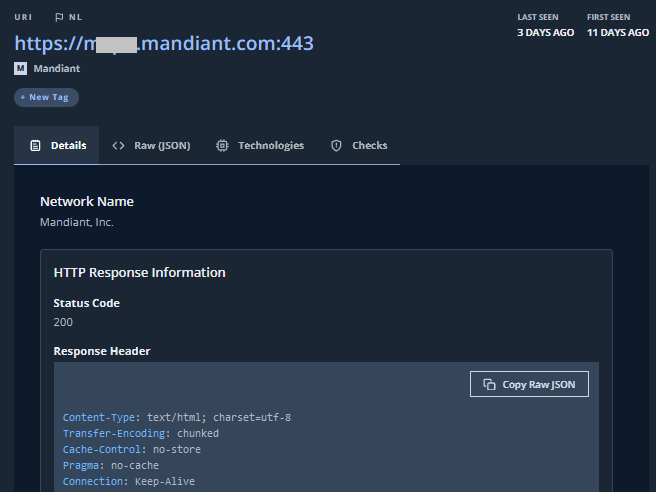 URI NL
LAST SEEN FIRST SEEN
3 DAYS AGO 11 DAYS AGO
https://m .mandiant.com:443
M Mandiant
+ New Tag
Details Raw (JSON) Technologies Checks
Network Name
Mandiant, Inc.
HTTP Response Information
Status Code
200
Response Header
Copy Raw JSON
Content-Type: text/html; charset=utf-8
Transfer-Encoding: chunked
Cache-Control: no-store
Pragma: no-cache
Connection: Keep-Alive